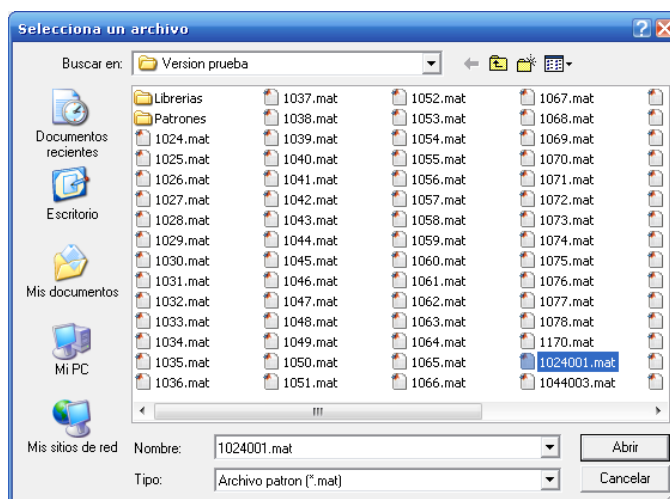 Selecciona un archivo
Buscar en: Version prueba
Documentos recientes
Escritorio
Mis documentos
Mi PC
Mis sitios de red
Librerias
Patrones
1024.mat
1025.mat
1026.mat
1027.mat
1028.mat
1029.mat
1030.mat
1031.mat
1032.mat
1033.mat
1034.mat
1035.mat
1036.mat
1037.mat
1038.mat
1039.mat
1040.mat
1041.mat
1042.mat
1043.mat
1044.mat
1045.mat
1046.mat
1047.mat
1048.mat
1049.mat
1050.mat
1051.mat
1052.mat
1053.mat
1054.mat
1055.mat
1056.mat
1057.mat
1058.mat
1059.mat
1060.mat
1061.mat
1062.mat
1063.mat
1064.mat
1065.mat
1066.mat
1067.mat
1068.mat
1069.mat
1070.mat
1071.mat
1072.mat
1073.mat
1074.mat
1075.mat
1076.mat
1077.mat
1078.mat
1170.mat
1024001.mat
1044003.mat
Nombre: 1024001.mat Abrir
Tipo: Archivo patron (*.mat) Cancelar